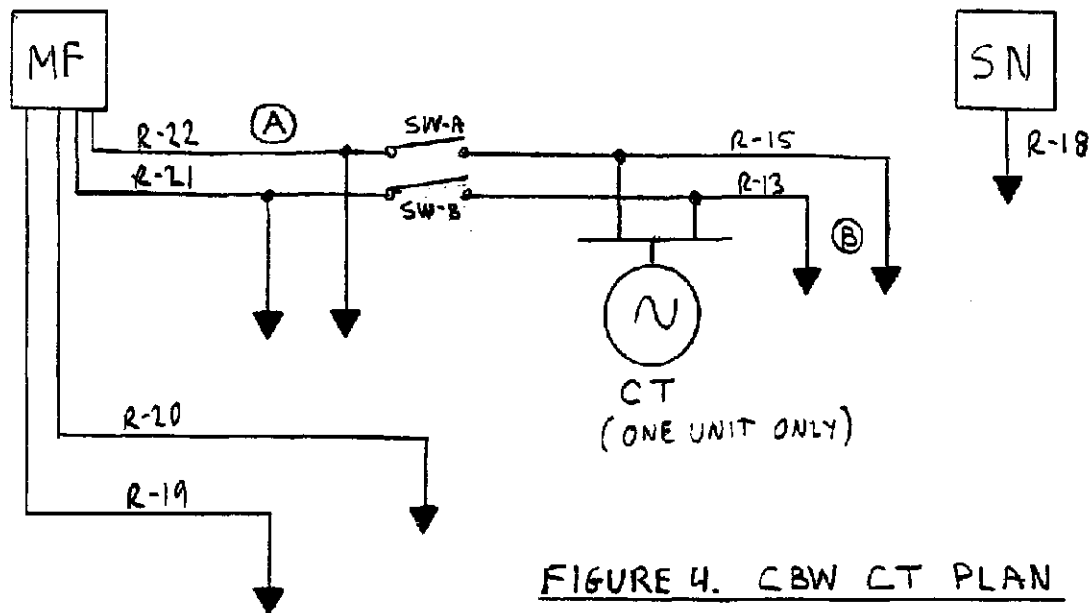 MF
SN
R-22
A
SW-A
R-15
R-18
R-21
SW-B
R-13
B
CT
(ONE UNIT ONLY)
R-20
R-19
FIGURE 4. CBW CT PLAN